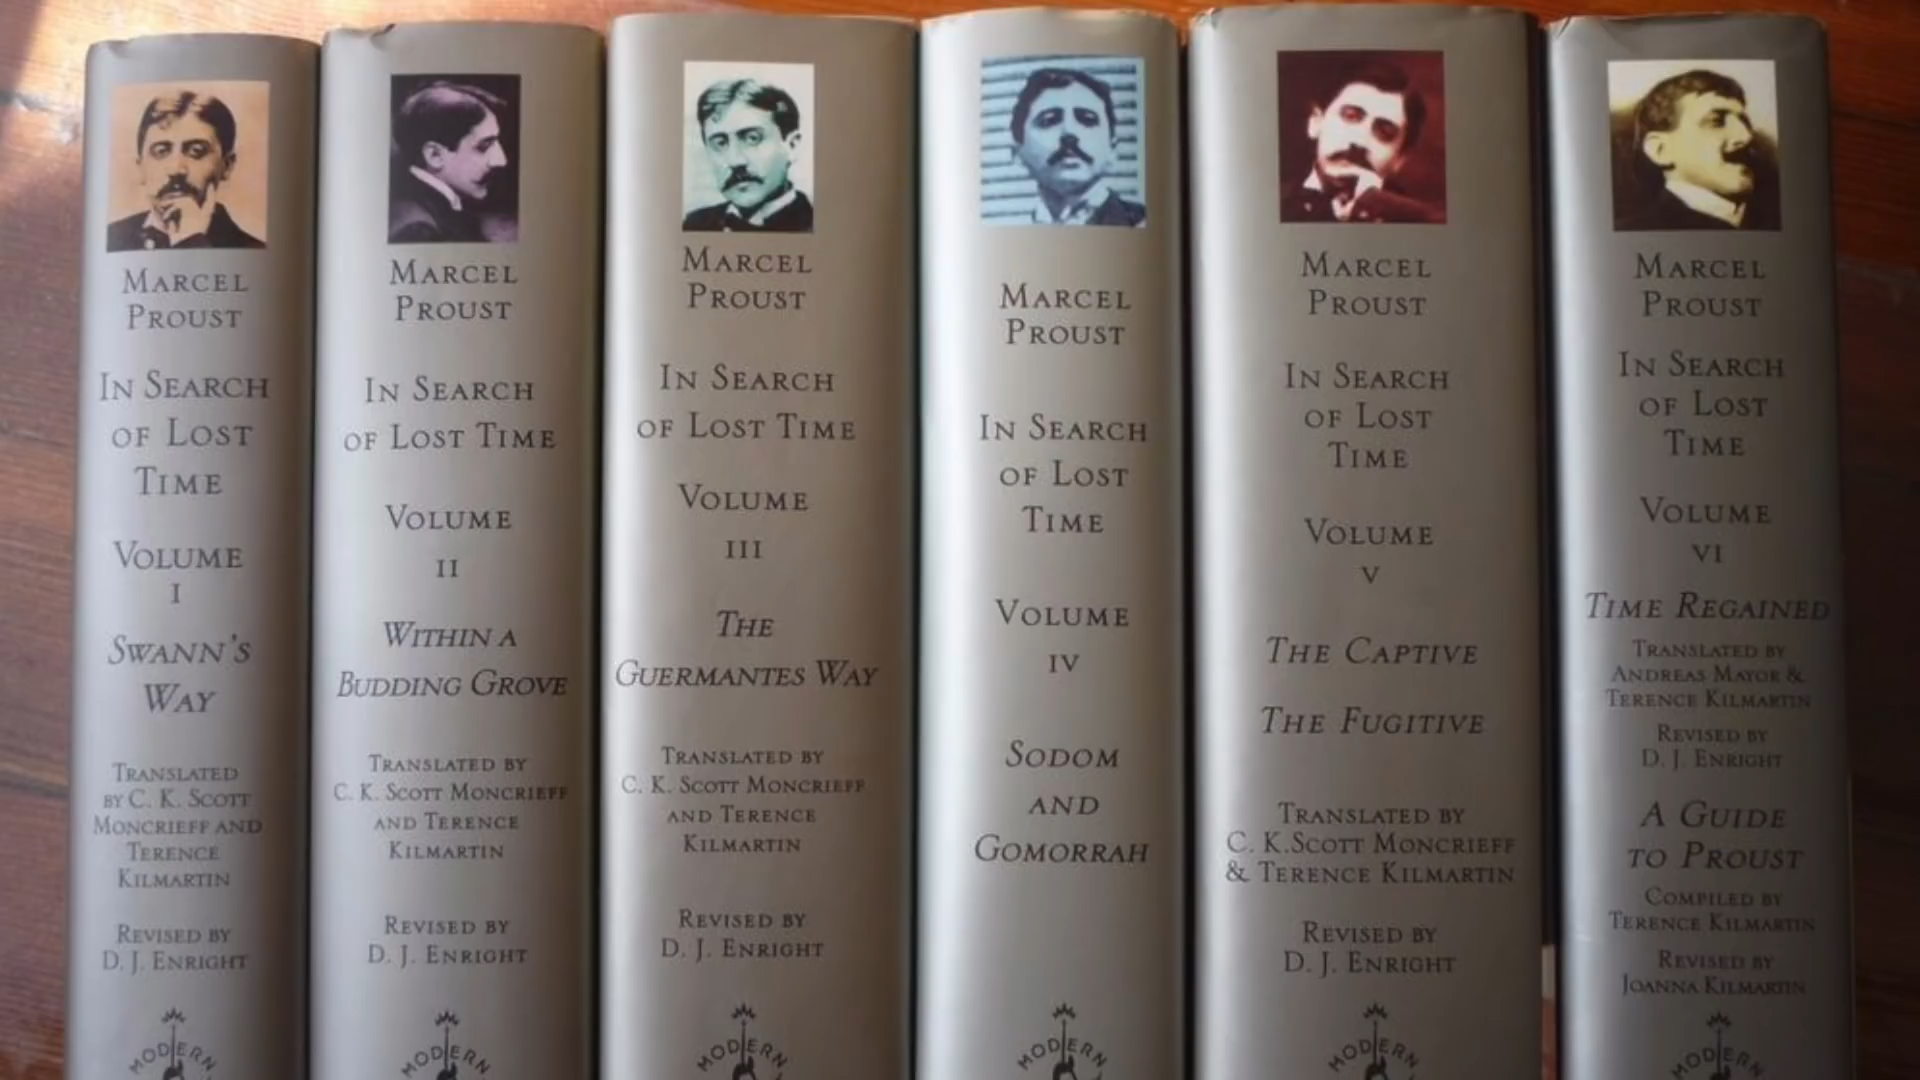 MARCEL
PROUST
IN SEARCH
OF LOST
TIME
VOLUME
I
SWANN'S
WAY
TRANSLATED
BY C. K. SCOTT
MONCRIEFF AND
TERENCE
KILMARTIN
REVISED BY
D. J. ENRIGHT
MODERN
MARCEL
PROUST
IN SEARCH
OF LOST TIME
VOLUME
II
WITHIN A
BUDDING GROVE
TRANSLATED BY
C. K. SCOTT MONCRIEFF
AND TERENCE
KILMARTIN
REVISED BY
D. J. ENRIGHT
MODERN
MARCEL
PROUST
IN SEARCH
OF LOST TIME
VOLUME
III
THE
GUERMANTES WAY
TRANSLATED BY
C. K. SCOTT MONCRIEFF
AND TERENCE
KILMARTIN
REVISED BY
D. J. ENRIGHT
MODERN
MARCEL
PROUST
IN SEARCH
OF LOST
TIME
VOLUME
IV
SODOM
AND
GOMORRAH
MODERN
MARCEL
PROUST
IN SEARCH
OF LOST
TIME
VOLUME
V
THE CAPTIVE
THE FUGITIVE
TRANSLATED BY
C. K. SCOTT MONCRIEFF
& TERENCE KILMARTIN
REVISED BY
D. J. ENRIGHT
MODERN
MARCEL
PROUST
IN SEARCH
OF LOST
TIME
VOLUME
VI
TIME REGAINED
TRANSLATED BY
ANDREAS MAYOR &
TERENCE KILMARTIN
REVISED BY
D. J. ENRIGHT
A GUIDE
TO PROUST
COMPILED BY
TERENCE KILMARTIN
REVISED BY
JOANNA KILMARTIN
MODERN